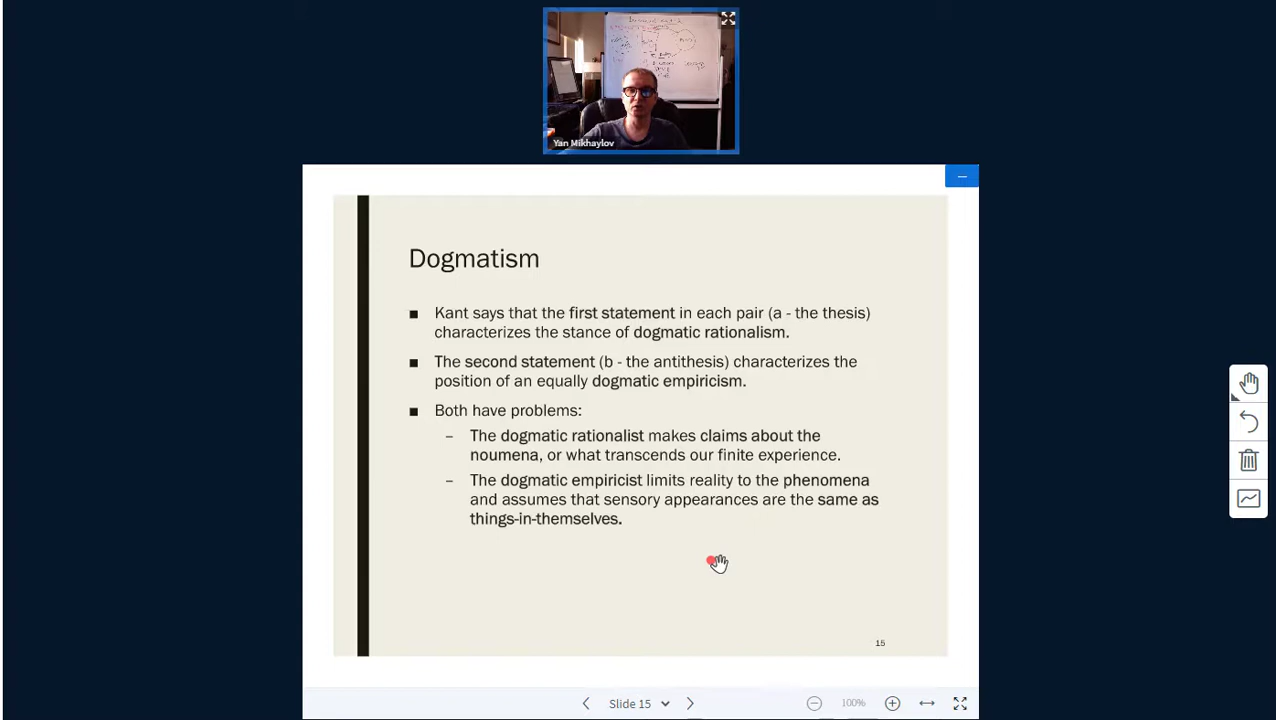 Yan Mikhaylov
Dogmatism
■ Kant says that the first statement in each pair (a - the thesis)
characterizes the stance of dogmatic rationalism.
■ The second statement (b - the antithesis) characterizes the
position of an equally dogmatic empiricism.
■ Both have problems:
– The dogmatic rationalist makes claims about the
noumena, or what transcends our finite experience.
– The dogmatic empiricist limits reality to the phenomena
and assumes that sensory appearances are the same as
things-in-themselves.
15
Slide 15
100%